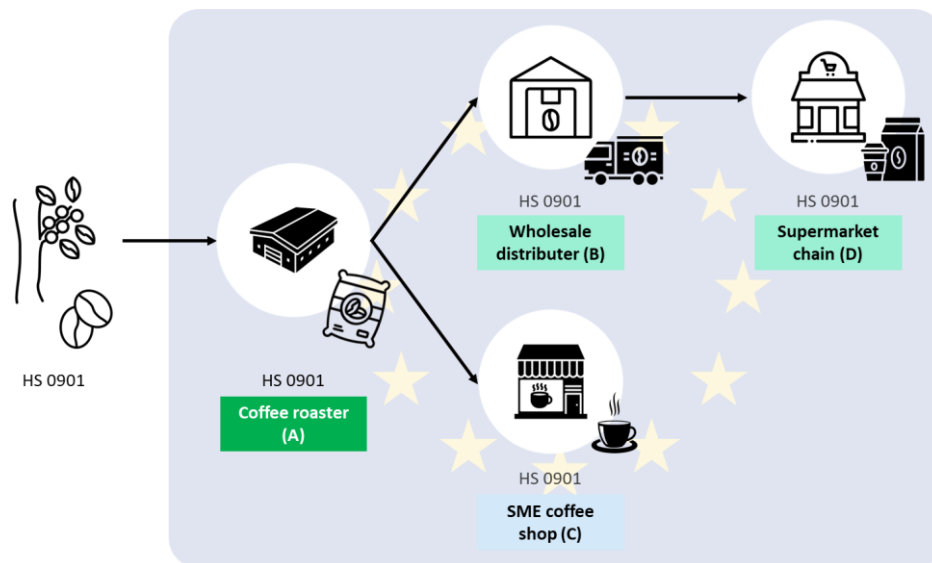 HS 0901
HS 0901
Coffee roaster
(A)
HS 0901
Wholesale
distributer (B)
HS 0901
Supermarket
chain (D)
HS 0901
SME coffee
shop (C)